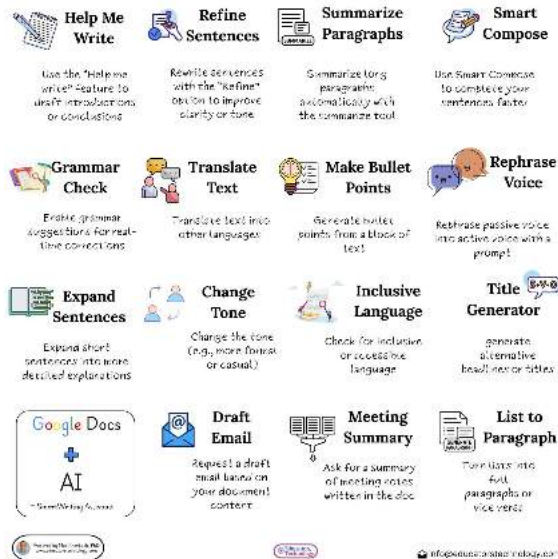 Help Me
Write
Use the "Help me
write" feature to
draft introductions
or conclusions
Refine
Sentences
Rewrite sentences
with the "Refine"
option to improve
clarity or tone
Summarize
Paragraphs
Summarize long
paragraphs
automatically with
the summarize tool
Smart
Compose
Use Smart Compose
to complete your
sentences faster
Grammar
Check
Enable grammar
suggestions for real-
time corrections
Translate
Text
Translate text into
other languages
Make Bullet
Points
Generate bullet
points from a block of
text
Rephrase
Voice
Rephrase passive voice
into active voice with a
prompt
Expand
Sentences
Expand short
sentences into more
detailed explanations
Change
Tone
Change the tone
(e.g., more formal
or casual)
Inclusive
Language
Check for inclusive
or accessible
language
Title
Generator
S-V-O
generate
alternative
headlines or titles
Google Docs
+
AI
Draft
Email
Request a draft
email based on
your document
content
Meeting
Summary
Ask for a summary
of meeting notes
written in the doc
List to
Paragraph
Turn lists into
full
paragraphs or
vice versa